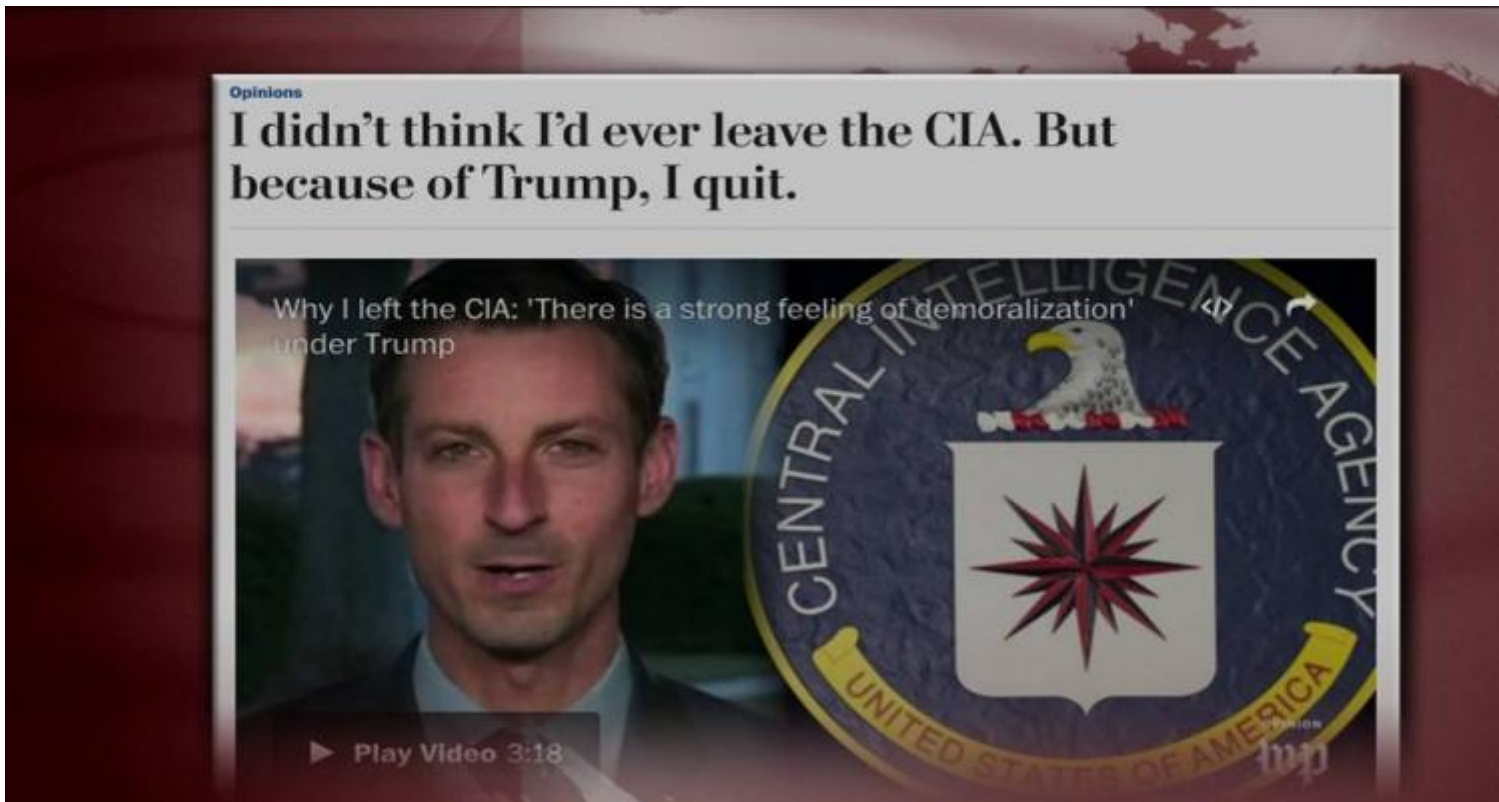 Opinions
I didn't think I'd ever leave the CIA. But
because of Trump, I quit.
Why I left the CIA: 'There is a strong feeling of demoralization'
under Trump
</>
CENTRAL INTELLIGENCE AGENCY
UNITED STATES OF AMERICA
Play Video 3:18
OPINION
wp